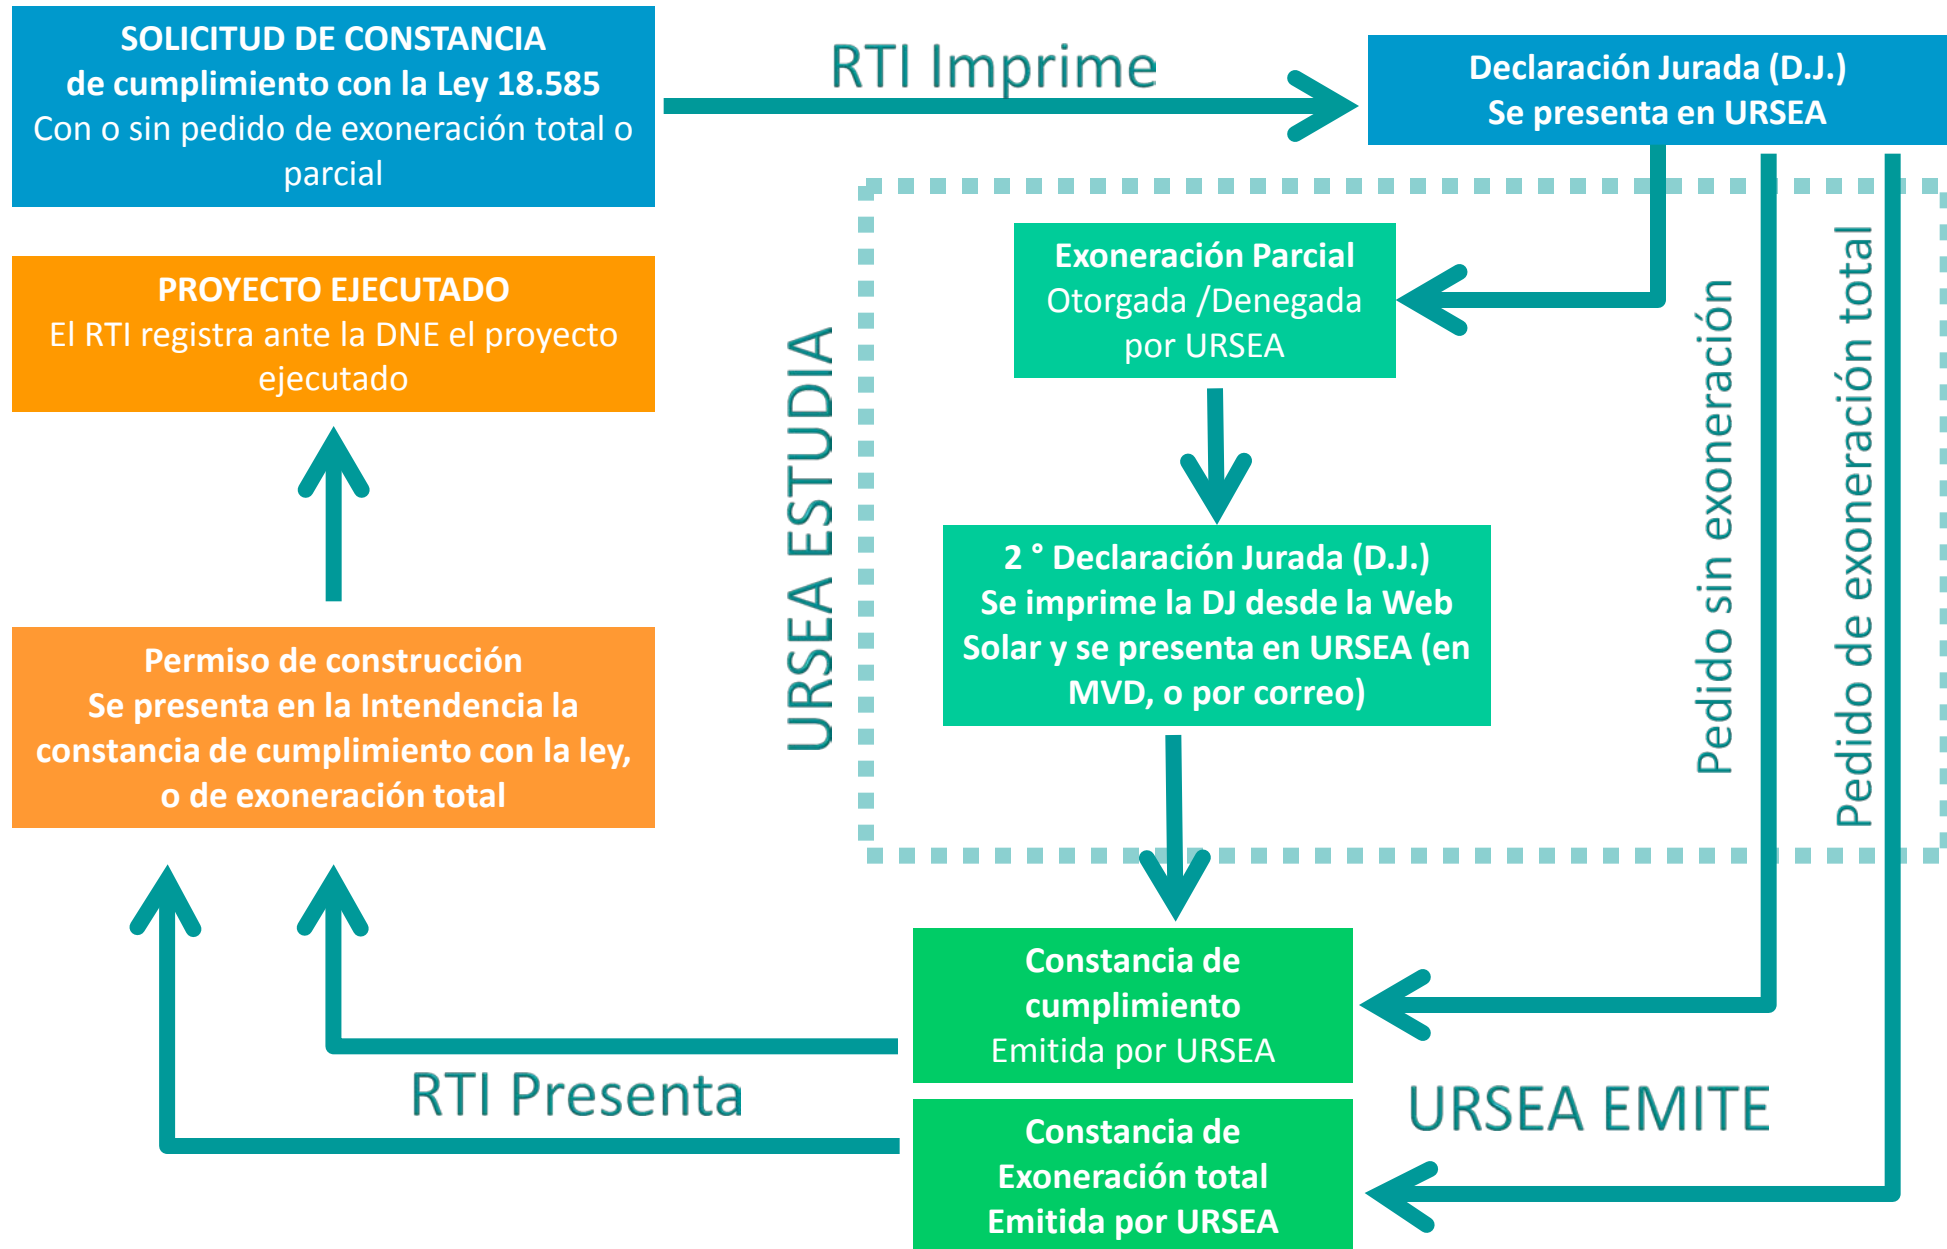 SOLICITUD DE CONSTANCIA
de cumplimiento con la Ley 18.585
Con o sin pedido de exoneración total o
parcial
RTI Imprime
Declaración Jurada (D.J.)
Se presenta en URSEA
PROYECTO EJECUTADO
El RTI registra ante la DNE el proyecto
ejecutado
URSEA ESTUDIA
Exoneración Parcial
Otorgada /Denegada
por URSEA
Pedido sin exoneración
Pedido de exoneración total
2 ° Declaración Jurada (D.J.)
Se imprime la DJ desde la Web
Solar y se presenta en URSEA (en
MVD, o por correo)
Permiso de construcción
Se presenta en la Intendencia la
constancia de cumplimiento con la ley,
o de exoneración total
Constancia de
cumplimiento
Emitida por URSEA
RTI Presenta
URSEA EMITE
Constancia de
Exoneración total
Emitida por URSEA